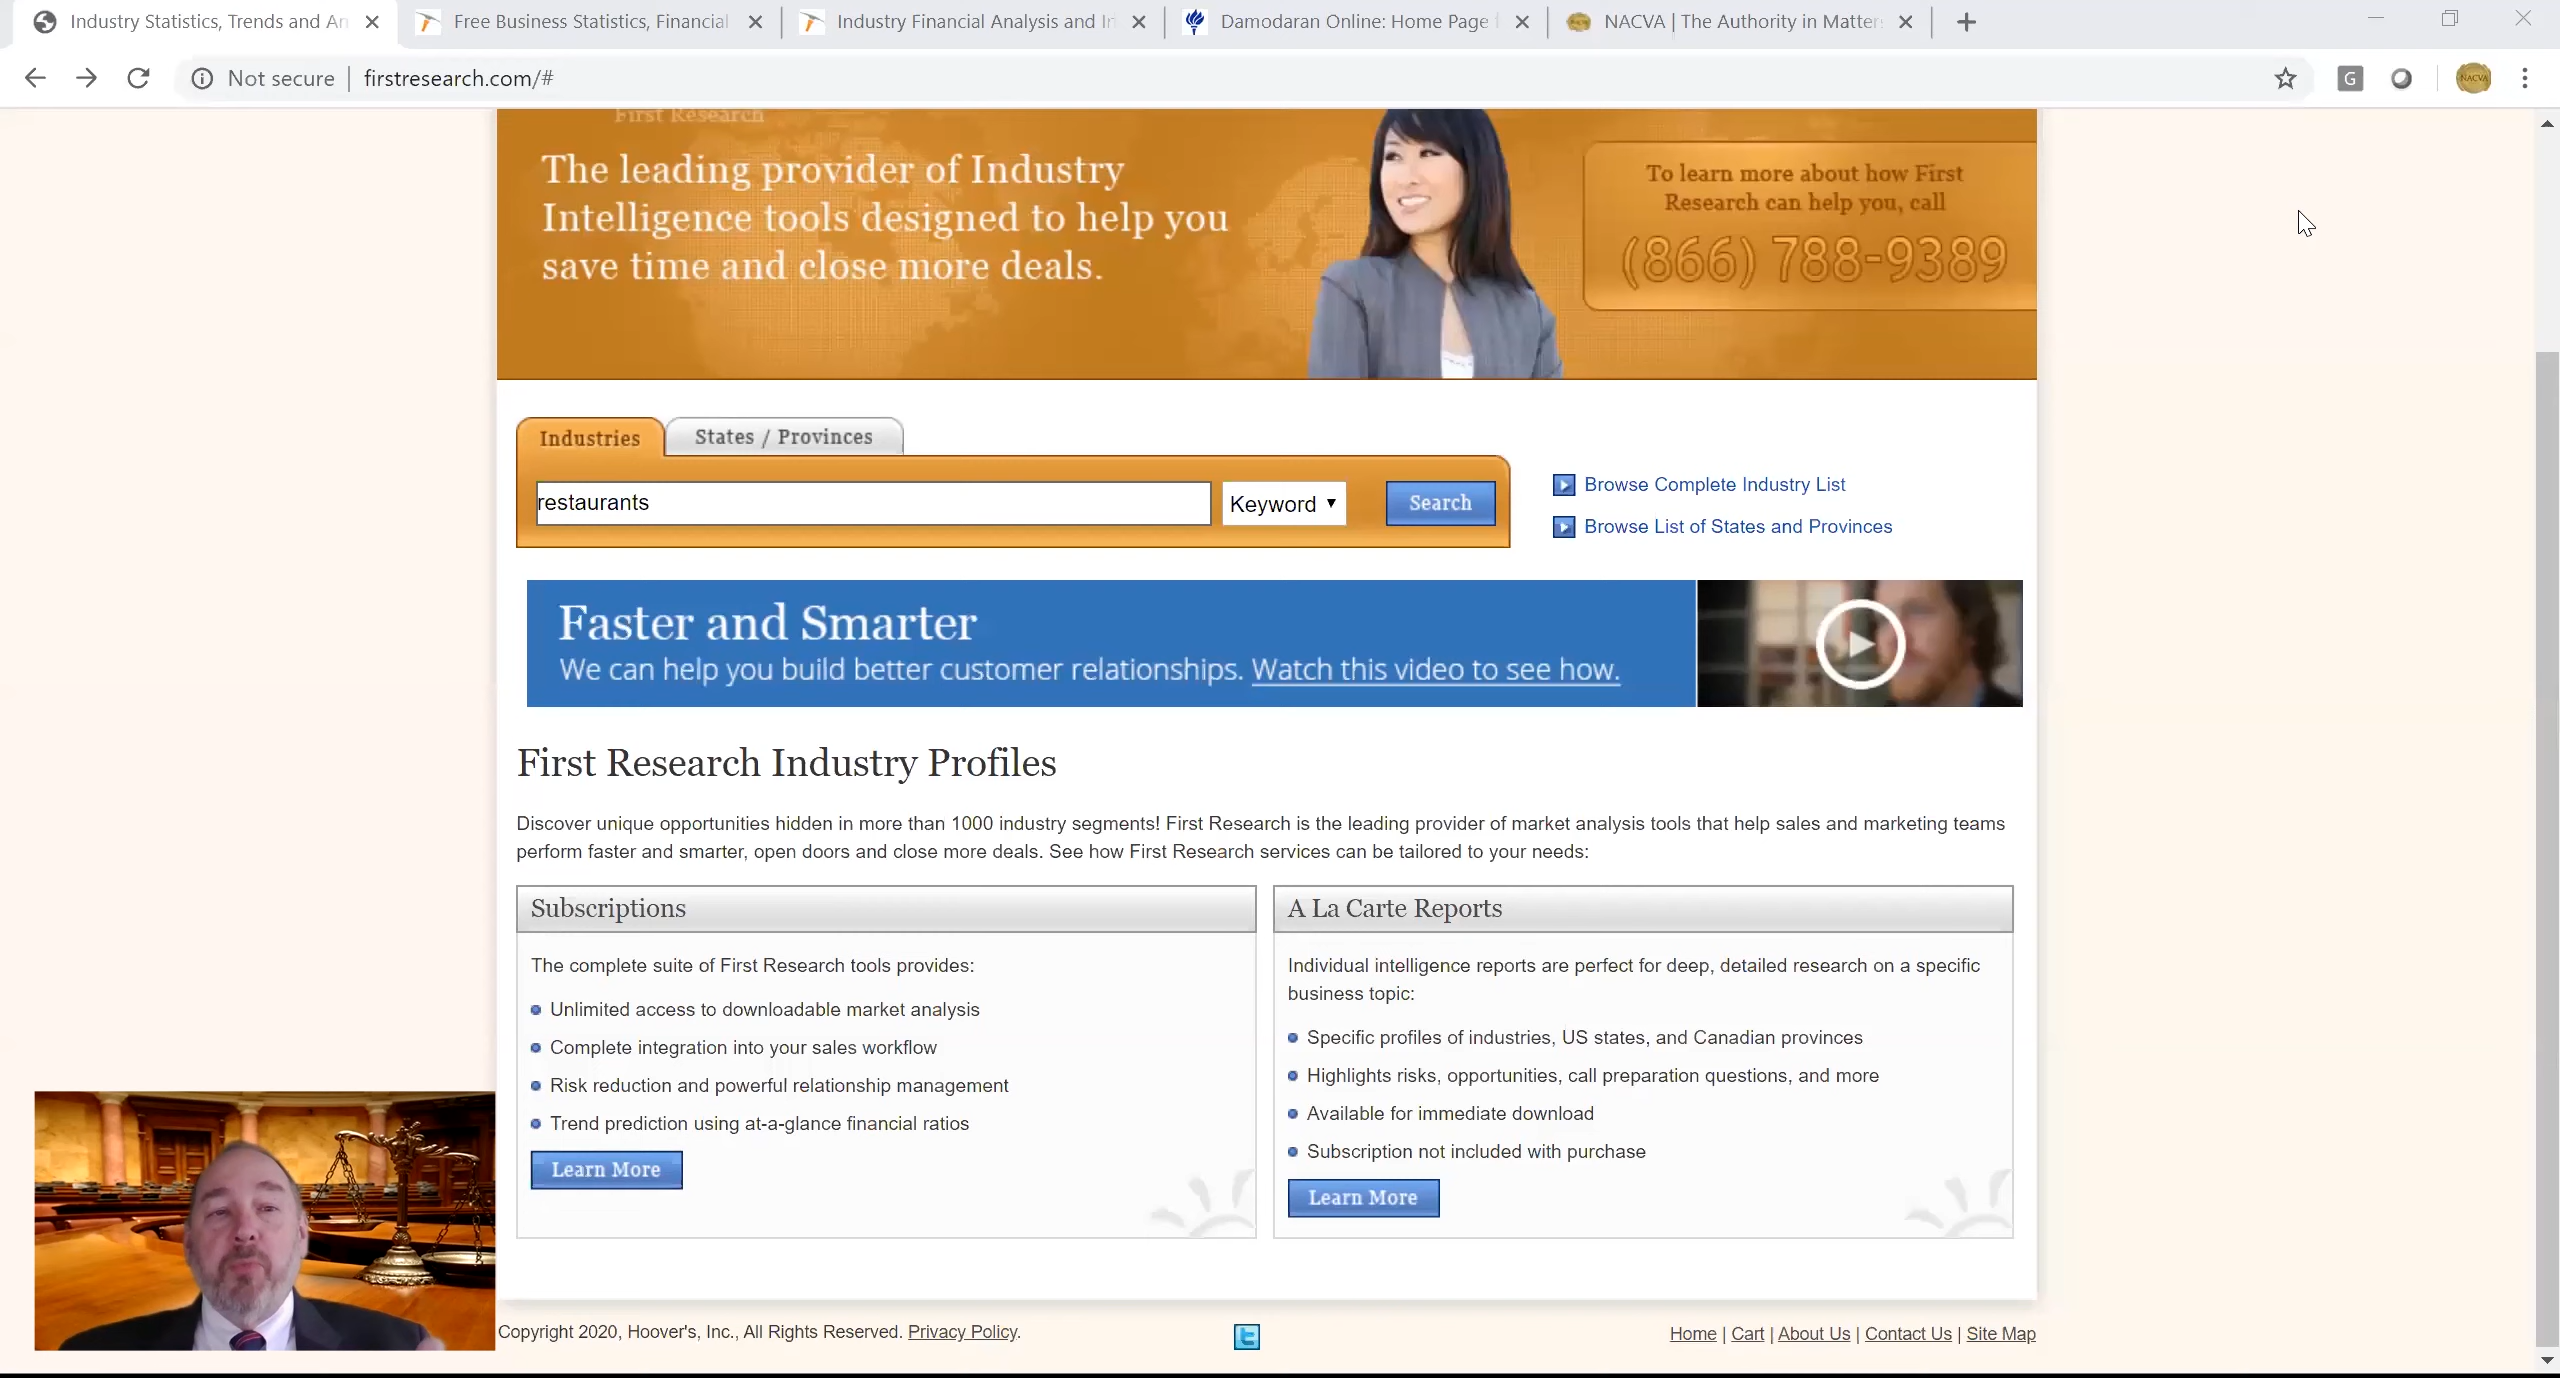 Industry Statistics, Trends and An
Free Business Statistics, Financial
Industry Financial Analysis and In
Damodaran Online: Home Page f
NACVA | The Authority in Matters
Not secure | firstresearch.com/#
G
NACVA
First Research
The leading provider of Industry
Intelligence tools designed to help you
save time and close more deals.
To learn more about how First
Research can help you, call
(866) 788-9389
Industries
States / Provinces
restaurants
Keyword
Search
Browse Complete Industry List
Browse List of States and Provinces
Faster and Smarter
We can help you build better customer relationships. Watch this video to see how.
First Research Industry Profiles
Discover unique opportunities hidden in more than 1000 industry segments! First Research is the leading provider of market analysis tools that help sales and marketing teams
perform faster and smarter, open doors and close more deals. See how First Research services can be tailored to your needs:
Subscriptions
The complete suite of First Research tools provides:
Unlimited access to downloadable market analysis
Complete integration into your sales workflow
Risk reduction and powerful relationship management
Trend prediction using at-a-glance financial ratios
Learn More
A La Carte Reports
Individual intelligence reports are perfect for deep, detailed research on a specific
business topic:
Specific profiles of industries, US states, and Canadian provinces
Highlights risks, opportunities, call preparation questions, and more
Available for immediate download
Subscription not included with purchase
Learn More
Copyright 2020, Hoover's, Inc., All Rights Reserved. Privacy Policy.
Home | Cart | About Us | Contact Us | Site Map